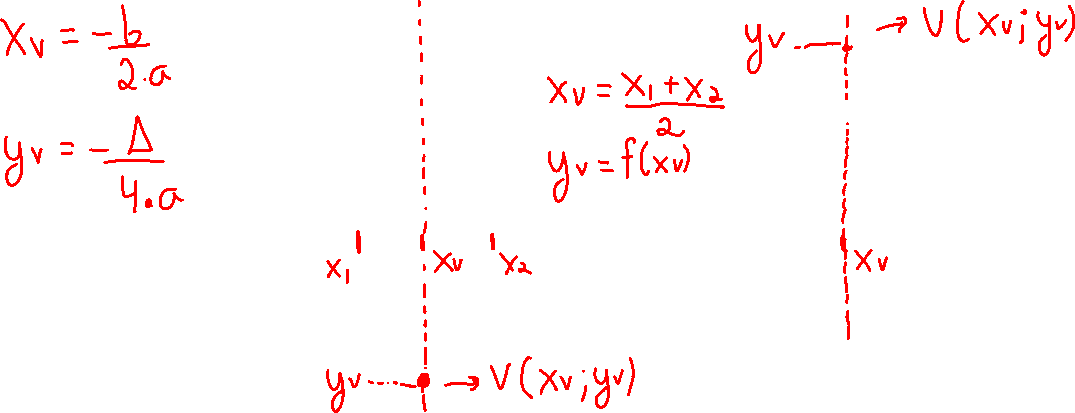 xv = -b/2.a
yv = -Δ/4.a
x1 xv x2
yv → V(xv;yv)
xv = x1+x2/2
yv = f(xv)
yv → V(xv;yv)
xv